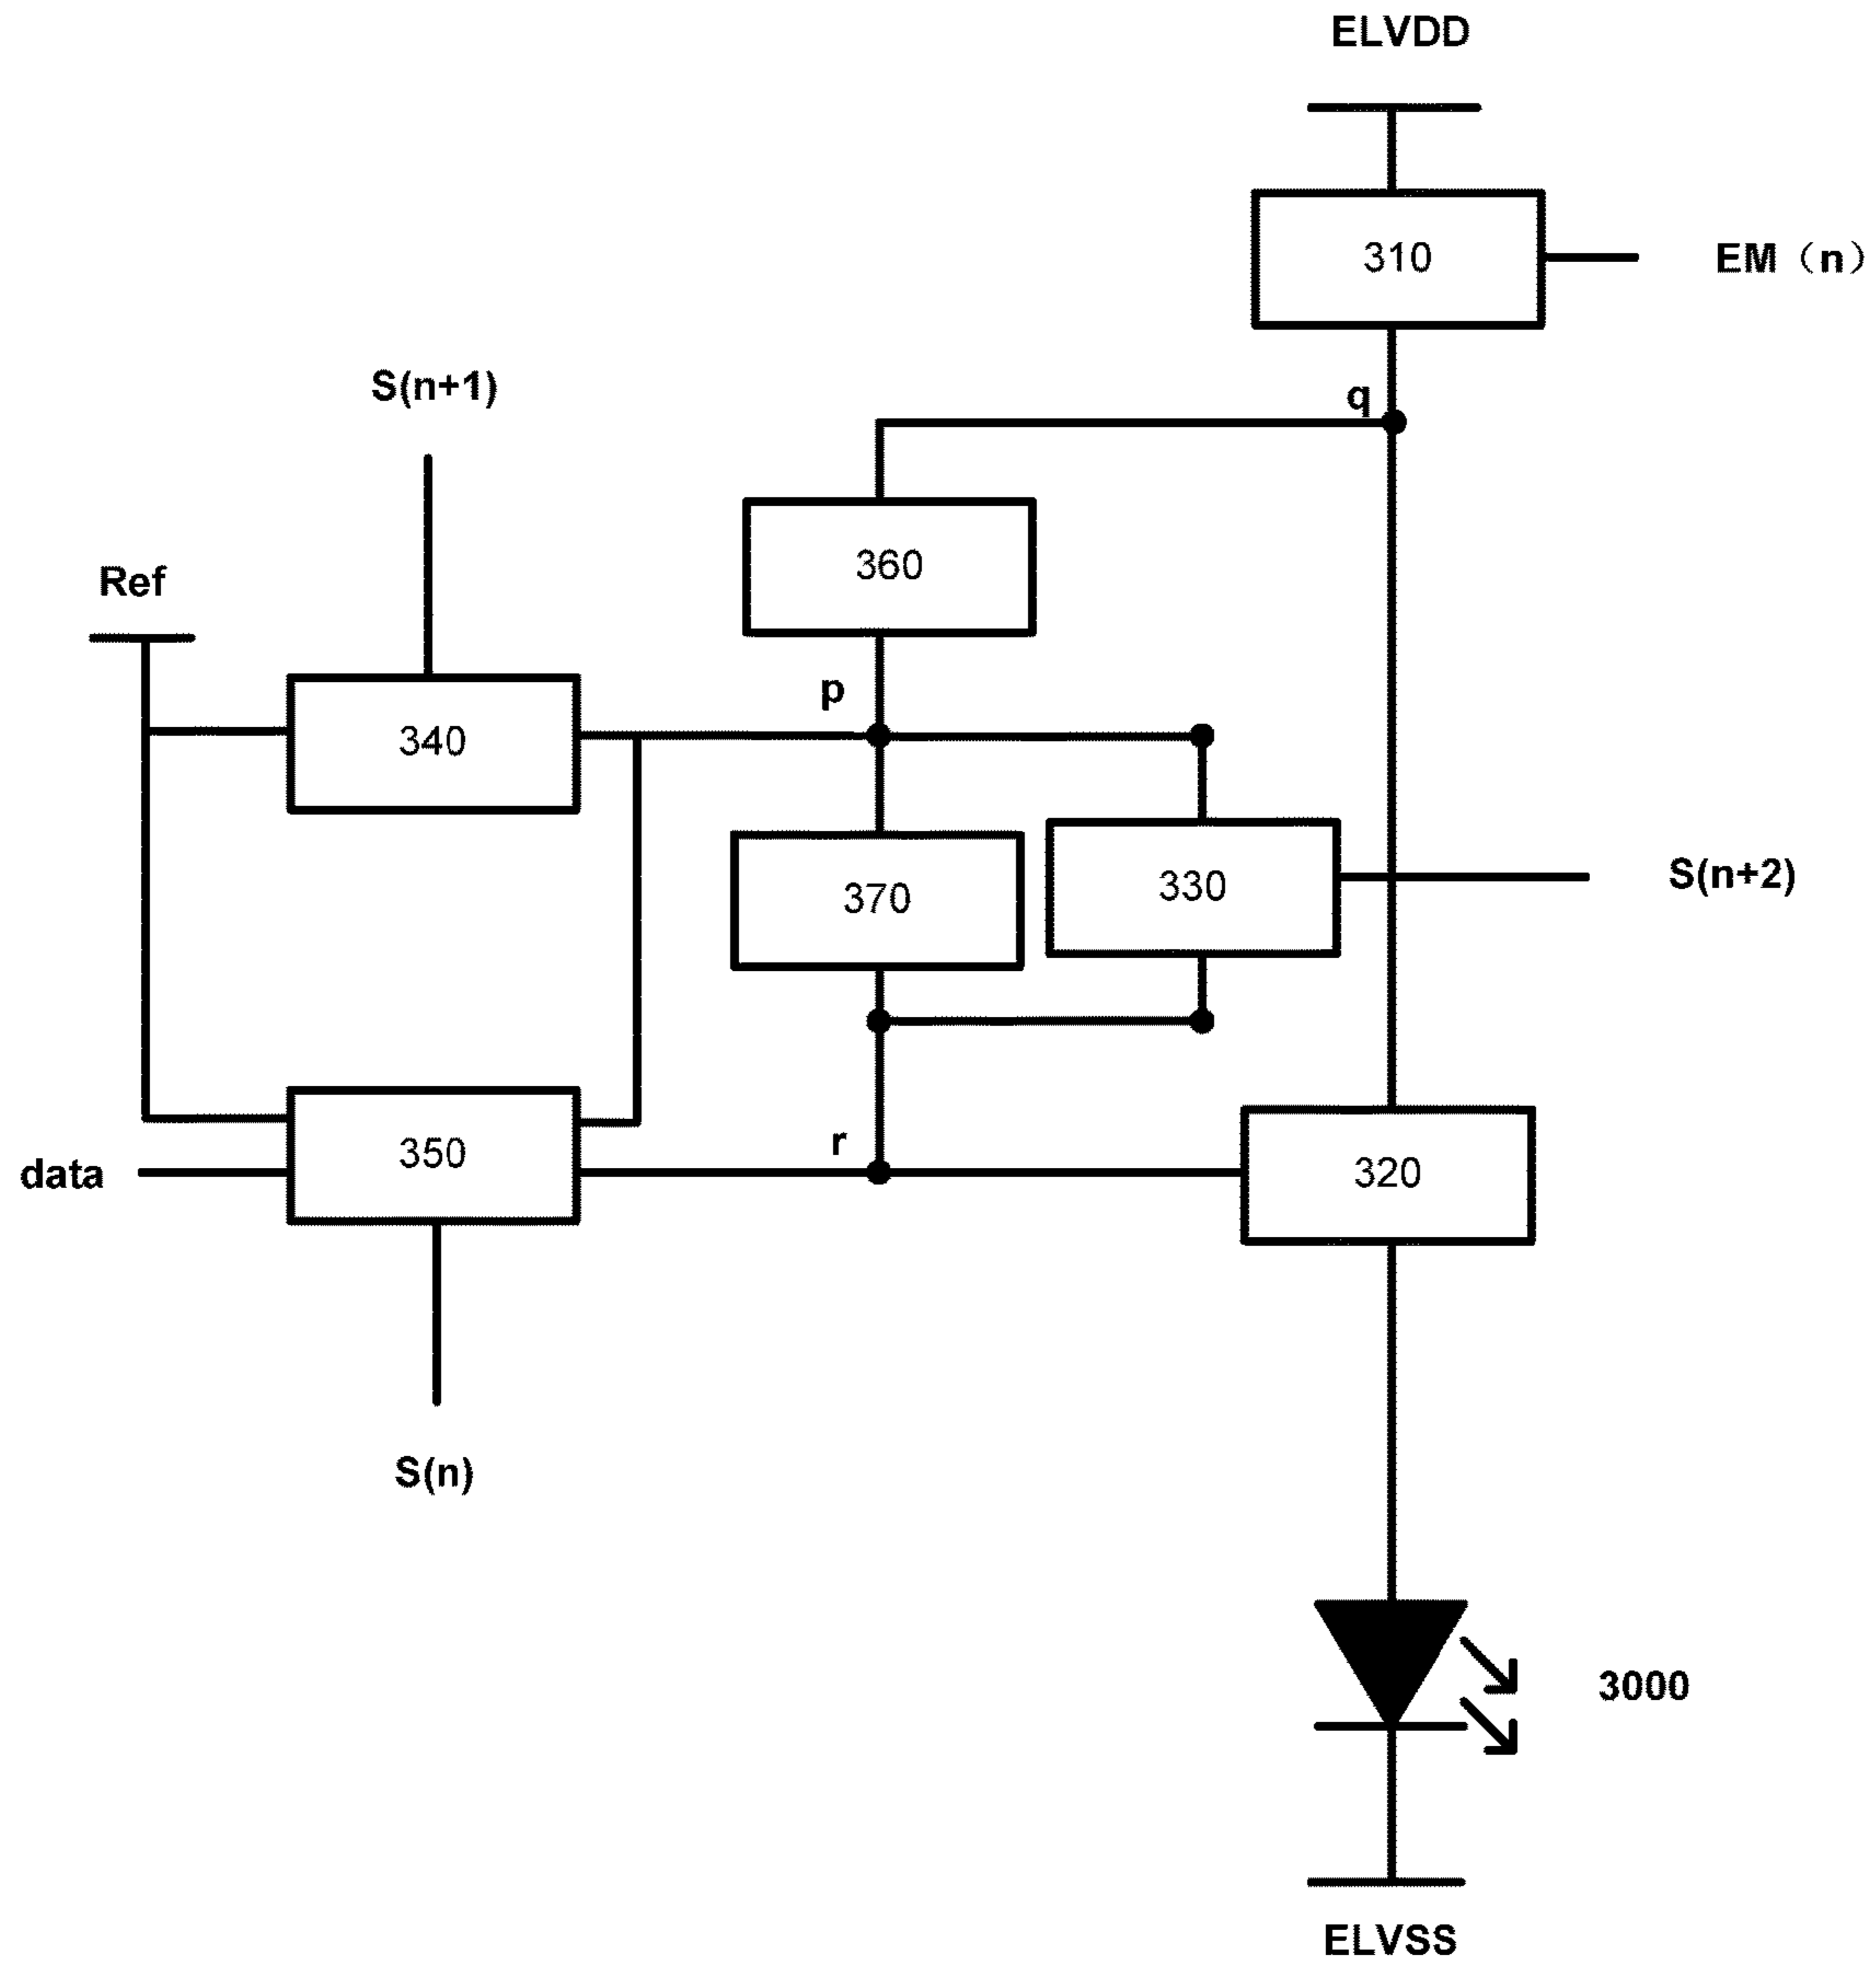 ELVDD
310
EM（n）
S(n+1)
q
360
Ref
p
340
370
330
S(n+2)
350
r
data
320
S(n)
3000
ELVSS